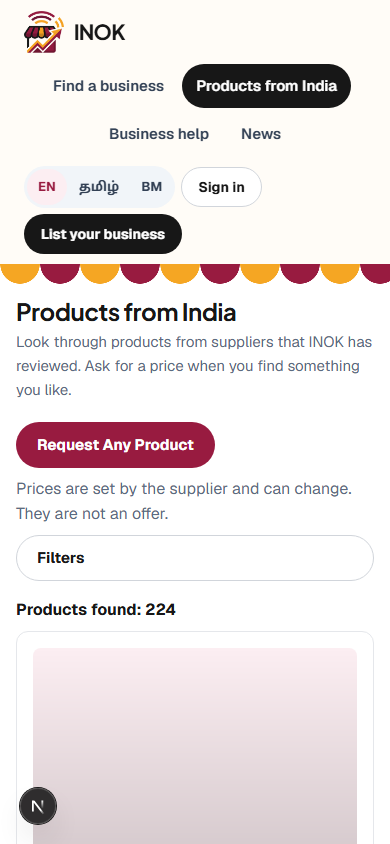 INOK
Find a business
Products from India
Business help
News
EN
தமிழ்
BM
Sign in
List your business
Products from India
Look through products from suppliers that INOK has
reviewed. Ask for a price when you find something
you like.
Request Any Product
Prices are set by the supplier and can change.
They are not an offer.
Filters
Products found: 224
N